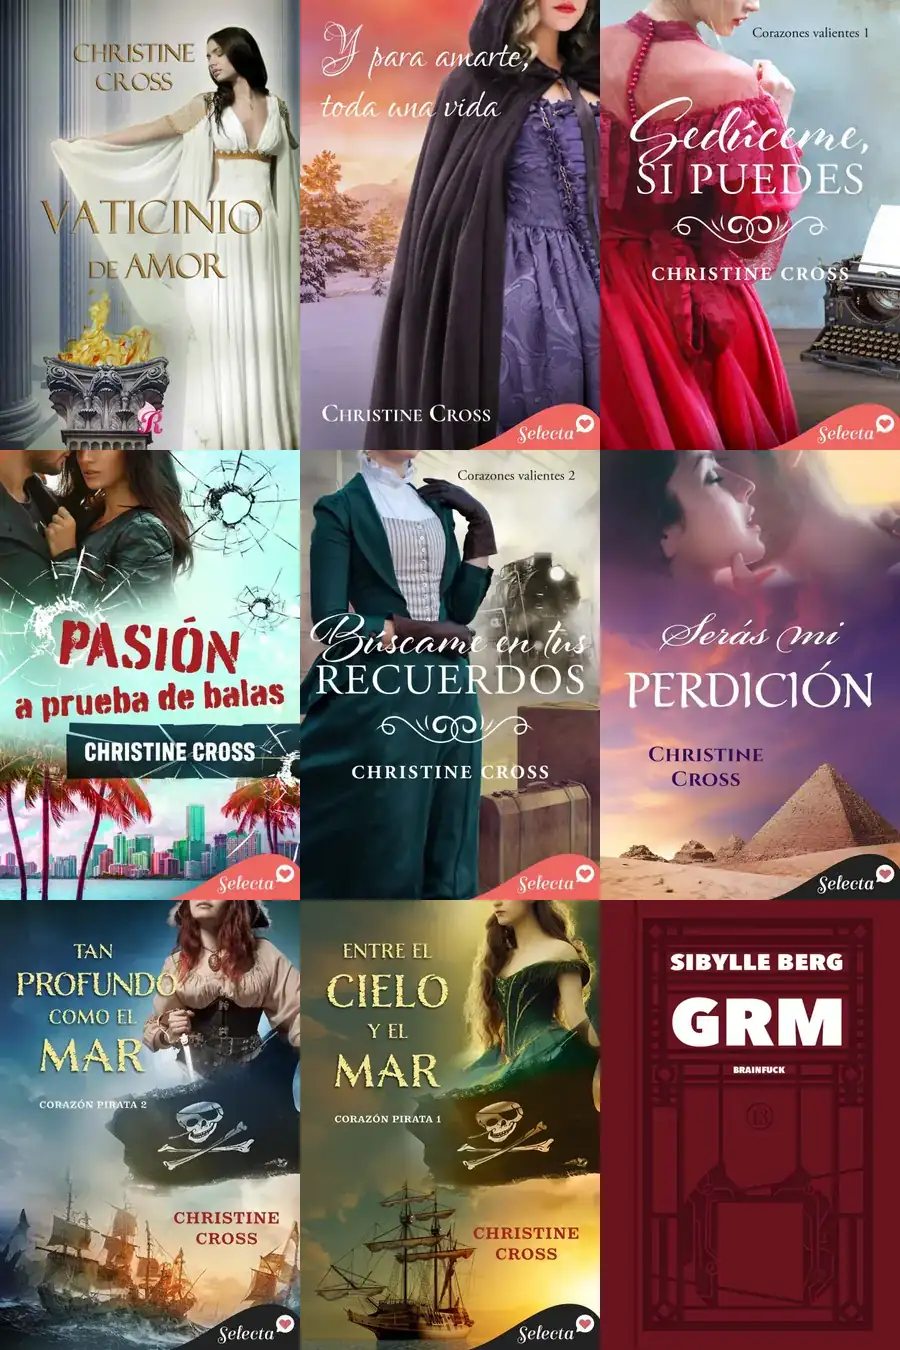 CHRISTINE
CROSS
VATICINIO
DE AMOR
R
Y para amarte,
toda una vida
CHRISTINE CROSS
Selecta
Corazones valientes 1
Sedúceme,
SI PUEDES
CHRISTINE CROSS
Selecta
PASIÓN
a prueba de balas
CHRISTINE CROSS
Selecta
Corazones valientes 2
Búscame en tus
RECUERDOS
CHRISTINE CROSS
Selecta
Serás mi
PERDICIÓN
CHRISTINE
CROSS
Selecta
TAN
PROFUNDO
COMO EL
MAR
CORAZÓN PIRATA 2
CHRISTINE
CROSS
Selecta
ENTRE EL
CIELO
Y EL
MAR
CORAZÓN PIRATA 1
CHRISTINE
CROSS
Selecta
SIBYLLE BERG
GRM
BRAINFUCK